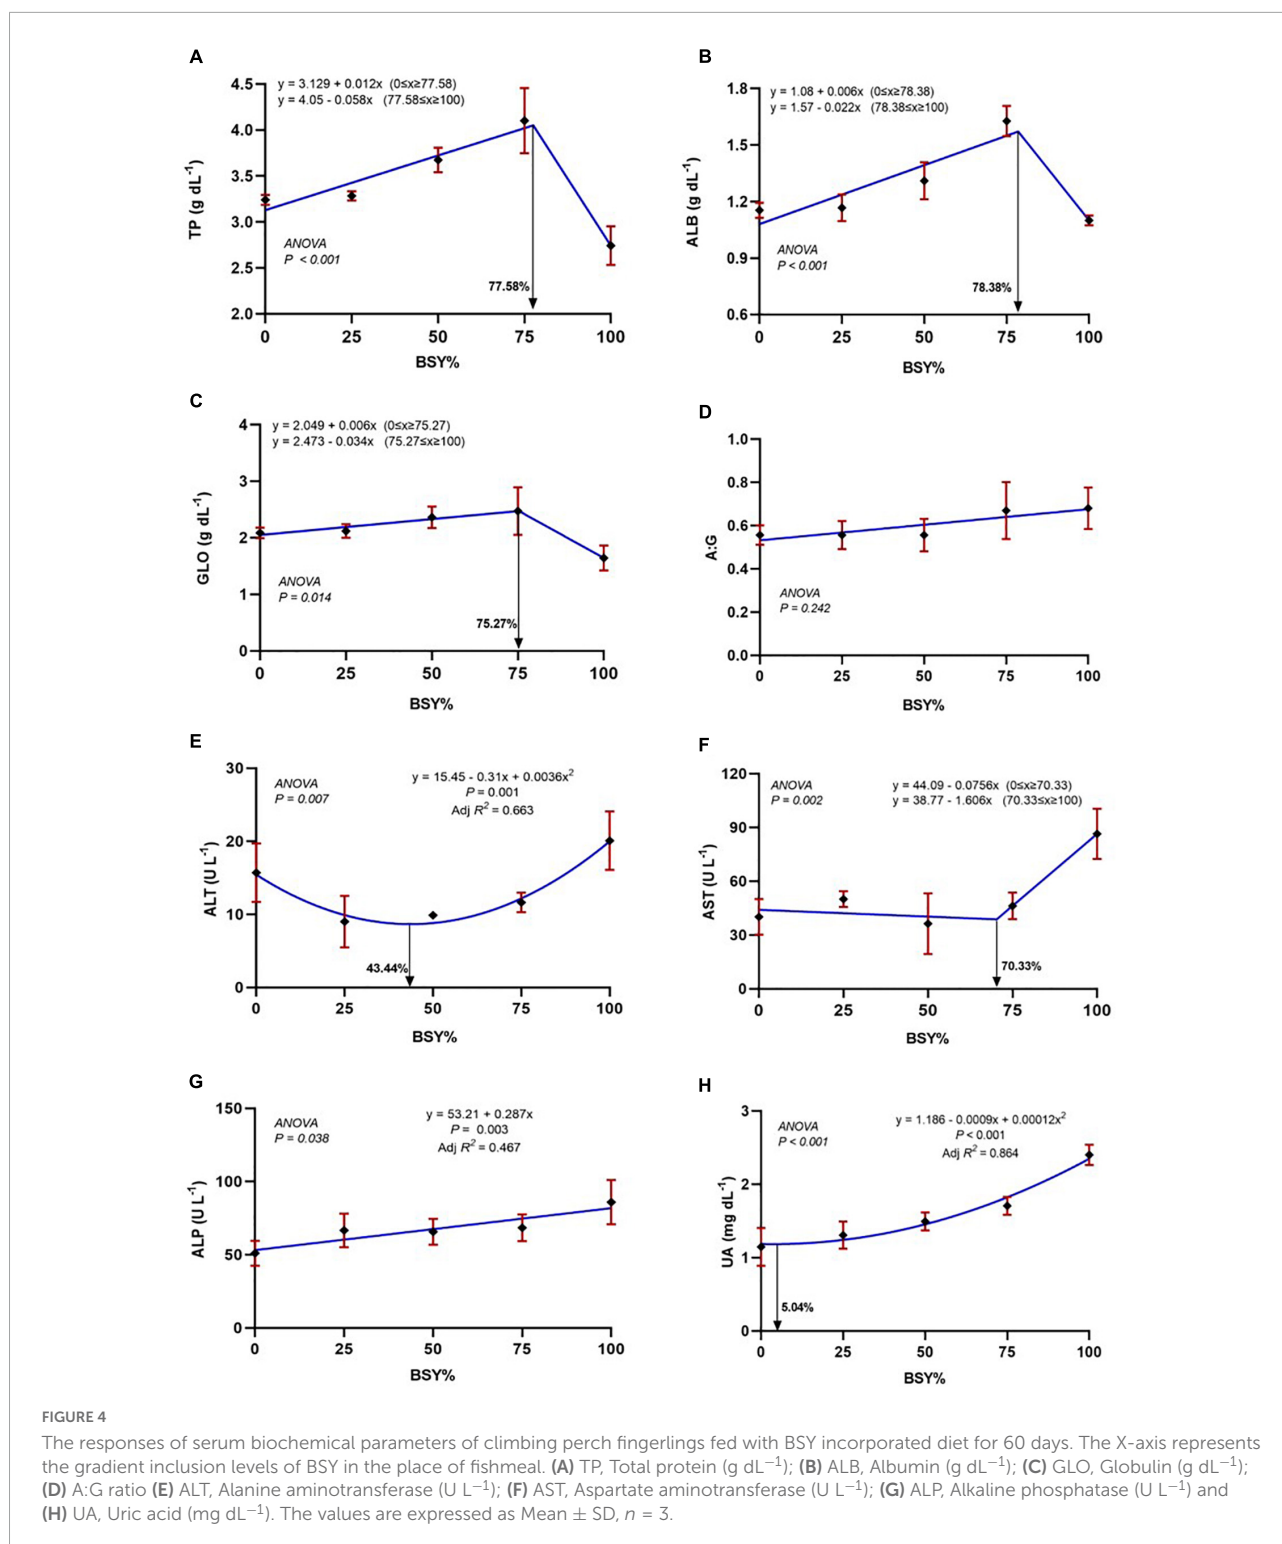 A
y = 3.129 + 0.012x (0≤x≥77.58)
y = 4.05 - 0.058x (77.58≤x≥100)
4.5
4.0
3.5
3.0
2.5
2.0
TP (g dL⁻¹)
ANOVA
P < 0.001
77.58%
0 25 50 75 100
BSY%
B
y = 1.08 + 0.006x (0≤x≥78.38)
y = 1.57 - 0.022x (78.38≤x≥100)
1.8
1.5
1.2
0.9
0.6
ALB (g dL⁻¹)
ANOVA
P < 0.001
78.38%
0 25 50 75 100
BSY%
C
y = 2.049 + 0.006x (0≤x≥75.27)
y = 2.473 - 0.034x (75.27≤x≥100)
4
3
2
1
0
GLO (g dL⁻¹)
ANOVA
P = 0.014
75.27%
0 25 50 75 100
BSY%
D
1.0
0.8
0.6
0.4
0.2
0.0
A:G
ANOVA
P = 0.242
0 25 50 75 100
BSY%
E
ANOVA
P = 0.007
y = 15.45 - 0.31x + 0.0036x²
P = 0.001
Adj R² = 0.663
30
20
10
0
ALT (U L⁻¹)
43.44%
0 25 50 75 100
BSY%
F
ANOVA
P = 0.002
y = 44.09 - 0.0756x (0≤x≥70.33)
y = 38.77 - 1.606x (70.33≤x≥100)
120
90
60
30
0
AST (U L⁻¹)
70.33%
0 25 50 75 100
BSY%
G
ANOVA
P = 0.038
y = 53.21 + 0.287x
P = 0.003
Adj R² = 0.467
150
100
50
0
ALP (U L⁻¹)
0 25 50 75 100
BSY%
H
ANOVA
P < 0.001
y = 1.186 - 0.0009x + 0.00012x²
P < 0.001
Adj R² = 0.864
3
2
1
0
UA (mg dL⁻¹)
5.04%
0 25 50 75 100
BSY%
FIGURE 4
The responses of serum biochemical parameters of climbing perch fingerlings fed with BSY incorporated diet for 60 days. The X-axis represents
the gradient inclusion levels of BSY in the place of fishmeal. (A) TP, Total protein (g dL⁻¹); (B) ALB, Albumin (g dL⁻¹); (C) GLO, Globulin (g dL⁻¹);
(D) A:G ratio (E) ALT, Alanine aminotransferase (U L⁻¹); (F) AST, Aspartate aminotransferase (U L⁻¹); (G) ALP, Alkaline phosphatase (U L⁻¹) and
(H) UA, Uric acid (mg dL⁻¹). The values are expressed as Mean ± SD, n = 3.